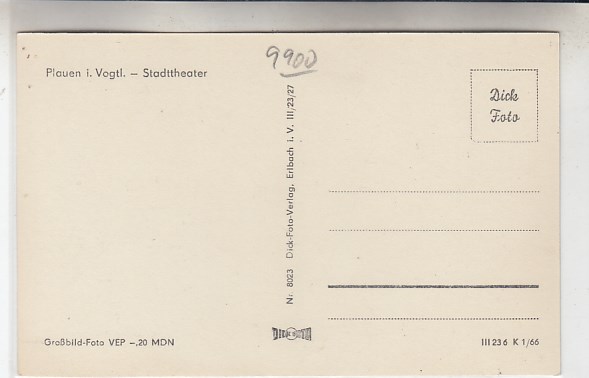 9900
Plauen i. Vogtl. – Stadttheater
Dick
Foto
N: 8023 Dick-Foto-Verlag, Erlbach i. V. III/23/27
Großbild-Foto VEP –,20 MDN
III 23 6 K 1/66